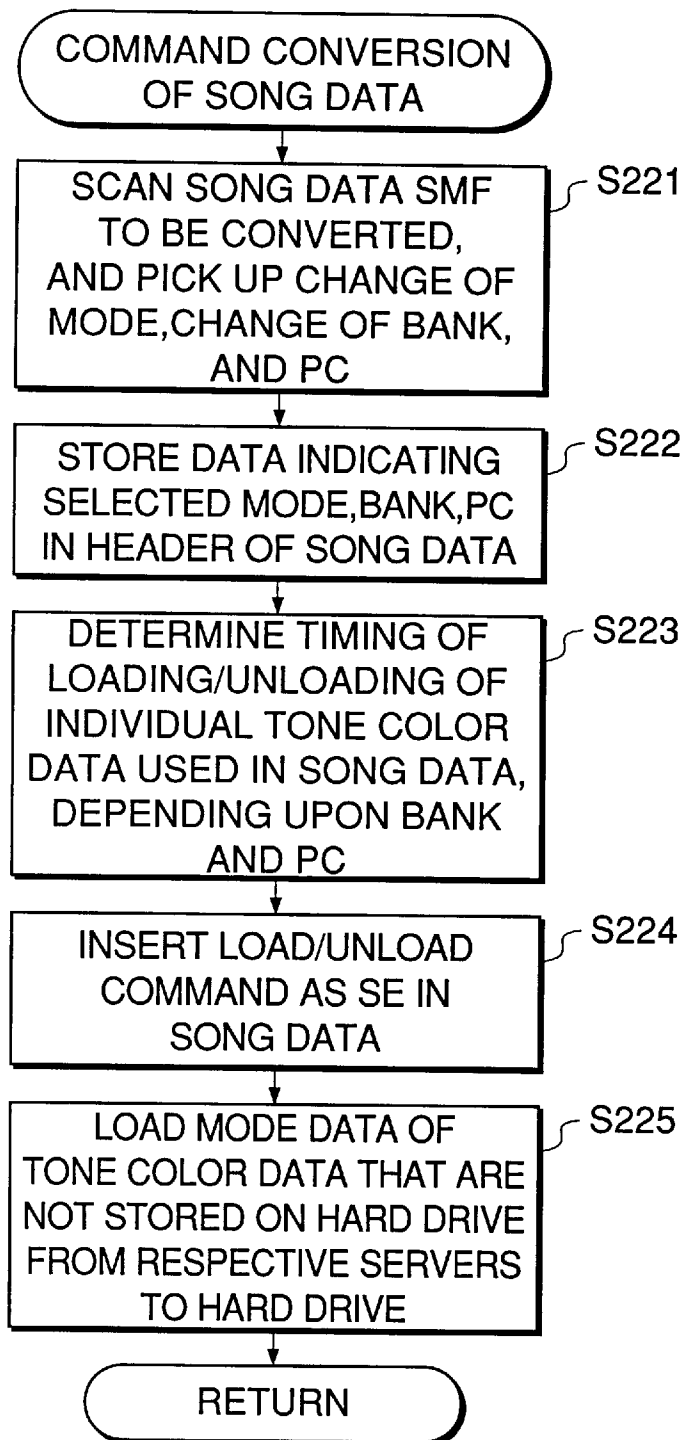 COMMAND CONVERSION
OF SONG DATA
SCAN SONG DATA SMF
TO BE CONVERTED,
AND PICK UP CHANGE OF
MODE,CHANGE OF BANK,
AND PC
S221
STORE DATA INDICATING
SELECTED MODE,BANK,PC
IN HEADER OF SONG DATA
S222
DETERMINE TIMING OF
LOADING/UNLOADING OF
INDIVIDUAL TONE COLOR
DATA USED IN SONG DATA,
DEPENDING UPON BANK
AND PC
S223
INSERT LOAD/UNLOAD
COMMAND AS SE IN
SONG DATA
S224
LOAD MODE DATA OF
TONE COLOR DATA THAT ARE
NOT STORED ON HARD DRIVE
FROM RESPECTIVE SERVERS
TO HARD DRIVE
S225
RETURN